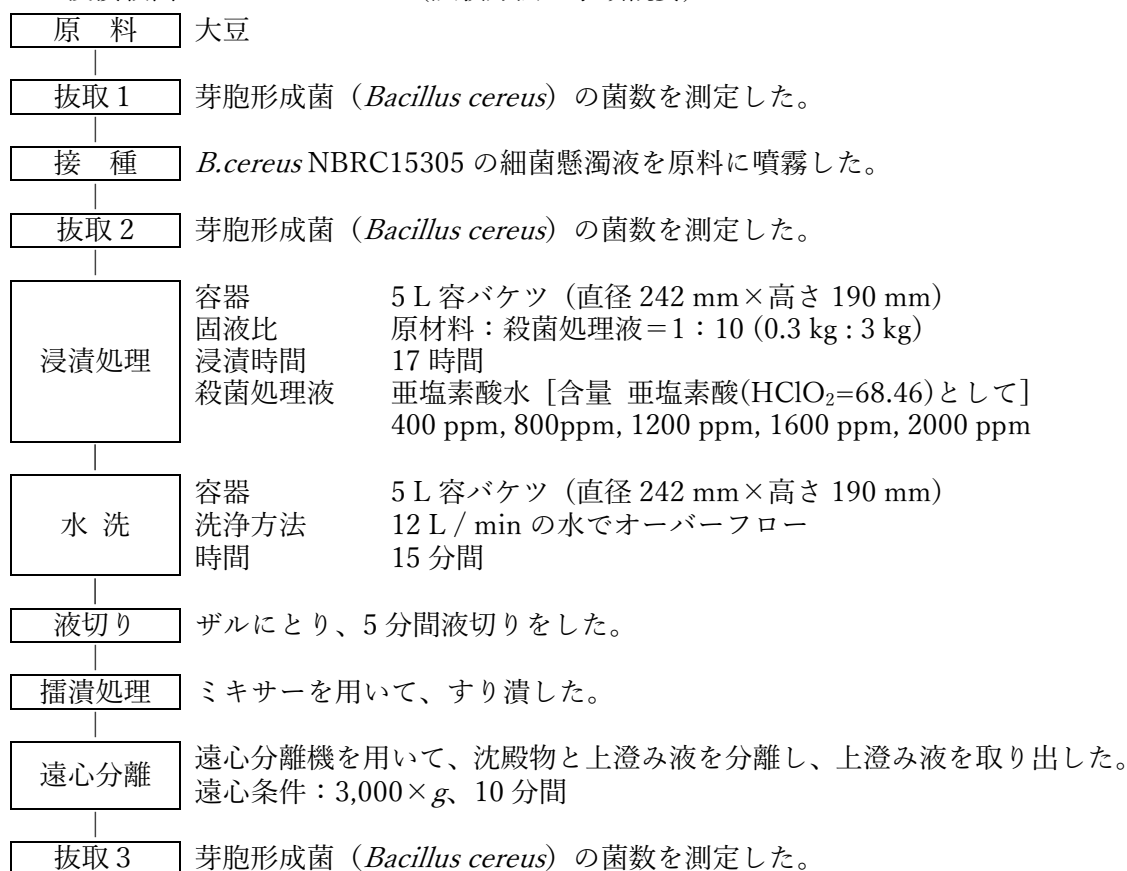 原　料 大豆
抜取 1 芽胞形成菌（Bacillus cereus）の菌数を測定した。
接　種 B.cereus NBRC15305 の細菌懸濁液を原料に噴霧した。
抜取 2 芽胞形成菌（Bacillus cereus）の菌数を測定した。
浸漬処理
容器 5 L 容バケツ（直径 242 mm×高さ 190 mm）
固液比 原材料：殺菌処理液＝1：10 (0.3 kg : 3 kg)
浸漬時間 17 時間
殺菌処理液 亜塩素酸水［含量 亜塩素酸(HClO₂=68.46)として］
400 ppm, 800ppm, 1200 ppm, 1600 ppm, 2000 ppm
水 洗
容器 5 L 容バケツ（直径 242 mm×高さ 190 mm）
洗浄方法 12 L / min の水でオーバーフロー
時間 15 分間
液切り ザルにとり、5 分間液切りをした。
擂潰処理 ミキサーを用いて、すり潰した。
遠心分離
遠心分離機を用いて、沈殿物と上澄み液を分離し、上澄み液を取り出した。
遠心条件：3,000×g、10 分間
抜取 3 芽胞形成菌（Bacillus cereus）の菌数を測定した。